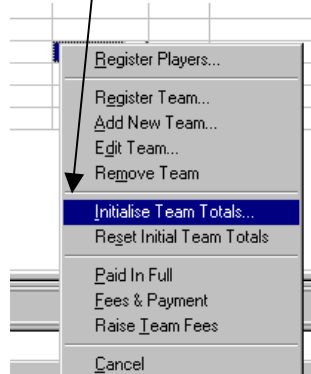 Register Players...
Register Team...
Add New Team...
Edit Team...
Remove Team
Initialise Team Totals...
Reset Initial Team Totals
Paid In Full
Fees & Payment
Raise Team Fees
Cancel